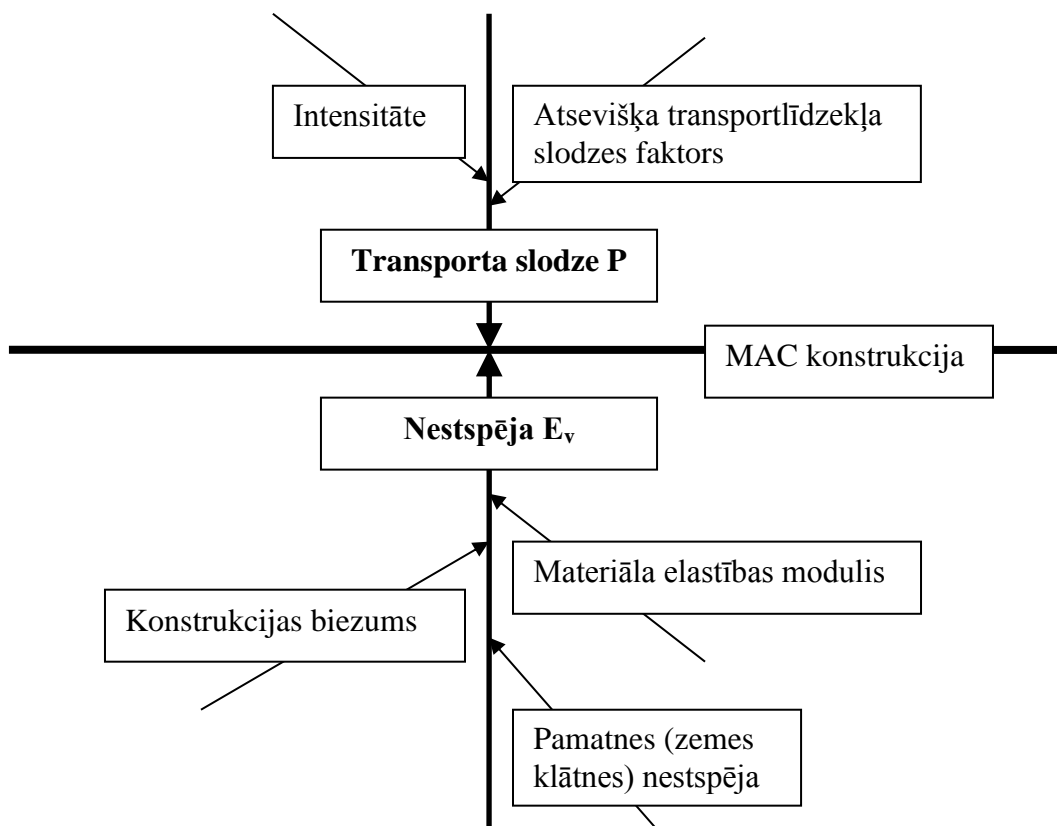 Intensitāte
Atsevišķa transportlīdzekļa
slodzes faktors
Transporta slodze P
MAC konstrukcija
Nestspēja Ev
Materiāla elastības modulis
Konstrukcijas biezums
Pamatnes (zemes
klātnes) nestspēja